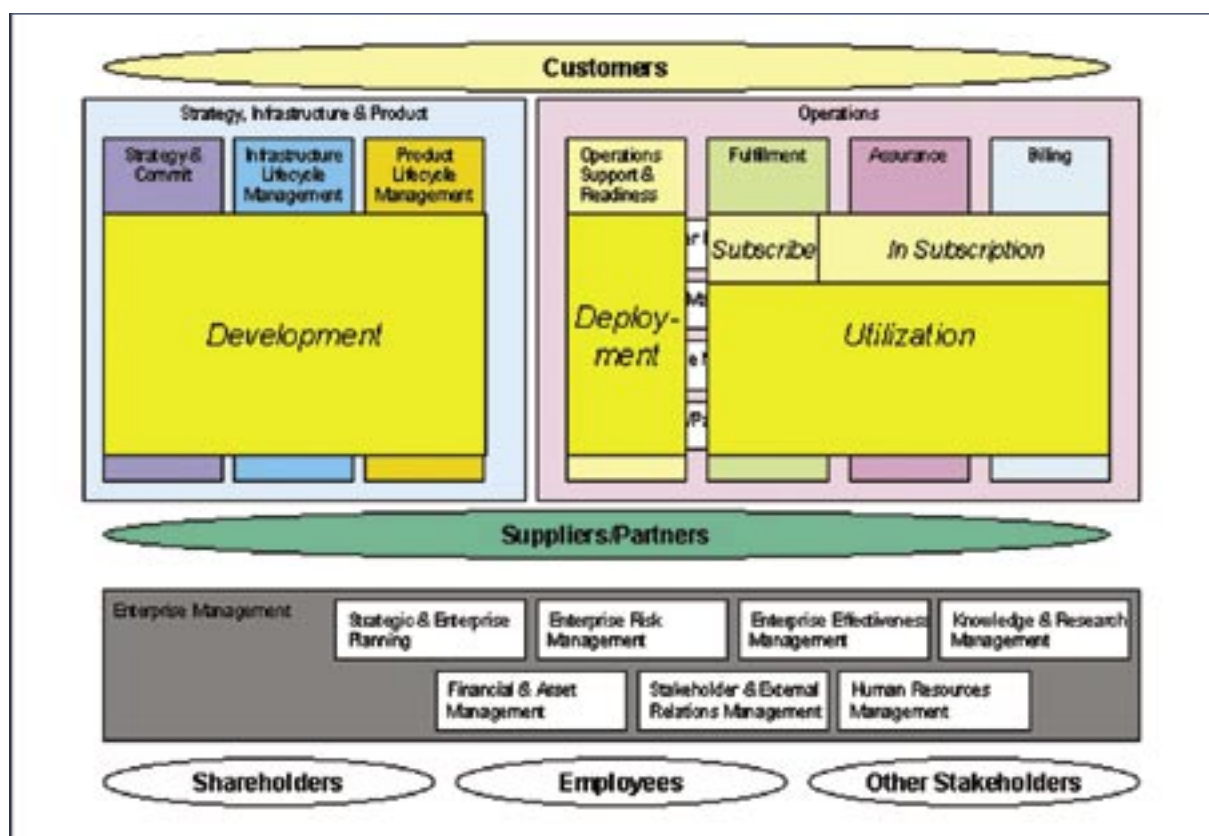 Customers
Strategy, Infrastructure & Product
Operations
Strategy &
Commit
Infrastructure
Lifecycle
Management
Product
Lifecycle
Management
Operations
Support &
Readiness
Fulfillment
Assurance
Billing
Subscribe
In Subscription
Development
Deploy-
ment
Utilization
Suppliers/Partners
Enterprise Management
Strategic & Enterprise
Planning
Enterprise Risk
Management
Enterprise Effectiveness
Management
Knowledge & Research
Management
Financial & Asset
Management
Stakeholder & External
Relations Management
Human Resources
Management
Shareholders
Employees
Other Stakeholders